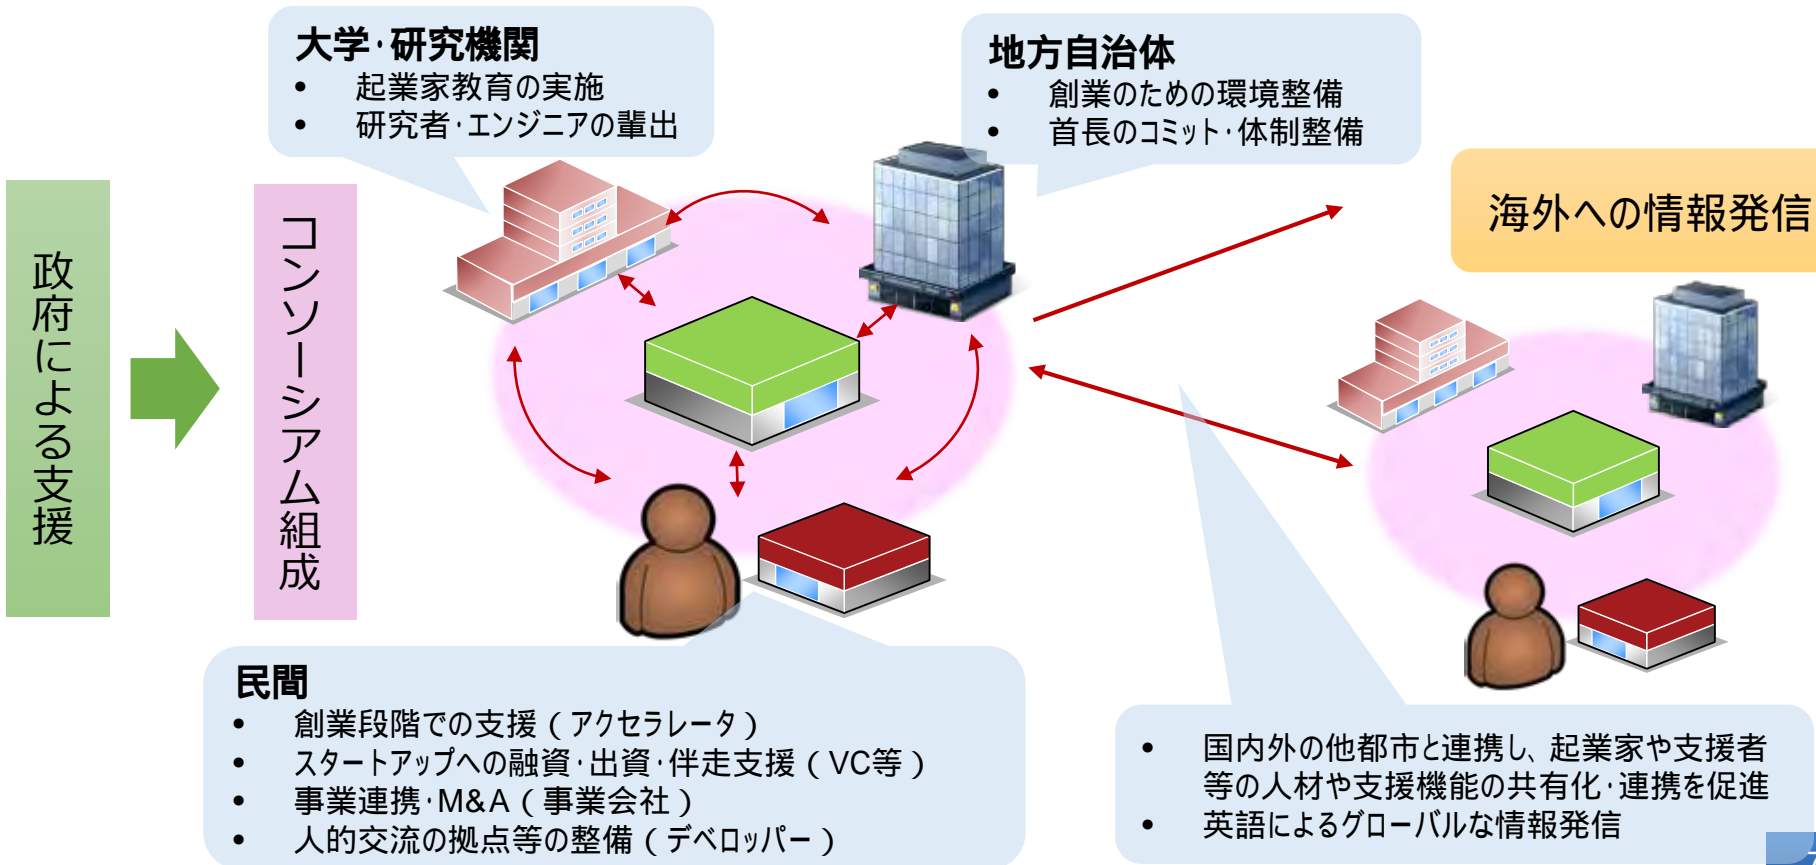 大学・研究機関
• 起業家教育の実施
• 研究者・エンジニアの輩出
地方自治体
• 創業のための環境整備
• 首長のコミット・体制整備
海外への情報発信
政府による支援
コンソーシアム組成
民間
• 創業段階での支援（アクセラレータ）
• スタートアップへの融資・出資・伴走支援（VC等）
• 事業連携・M&A（事業会社）
• 人的交流の拠点等の整備（デベロッパー）
• 国内外の他都市と連携し、起業家や支援者
等の人材や支援機能の共有化・連携を促進
• 英語によるグローバルな情報発信